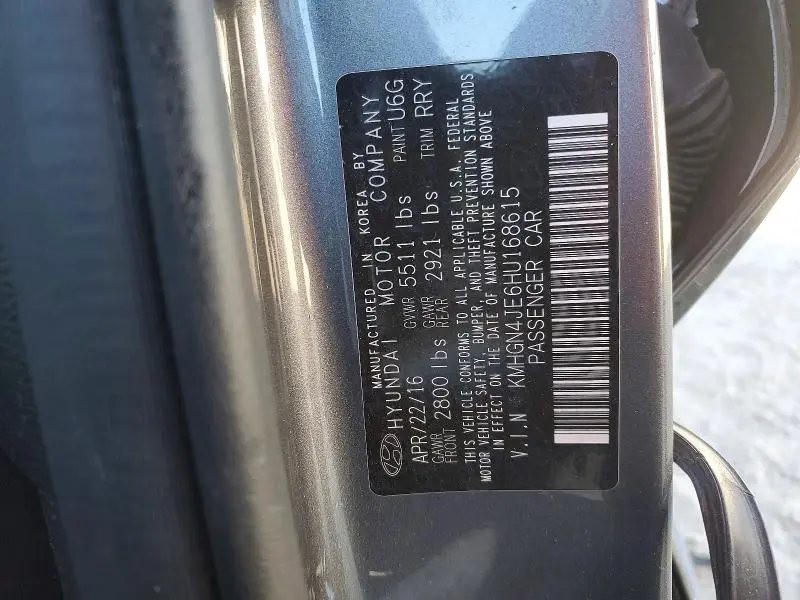 MANUFACTURED IN KOREA BY
HYUNDAI MOTOR COMPANY
APR/22/16 GVWR 5511 lbs PAINT U6G
GAWR FRONT 2800 lbs GAWR REAR 2921 lbs TRIM RRY
THIS VEHICLE CONFORMS TO ALL APPLICABLE U.S.A. FEDERAL
MOTOR VEHICLE SAFETY, BUMPER, AND THEFT PREVENTION STANDARDS
IN EFFECT ON THE DATE OF MANUFACTURE SHOWN ABOVE
V.I.N KMHGN4JE6HU168615
PASSENGER CAR